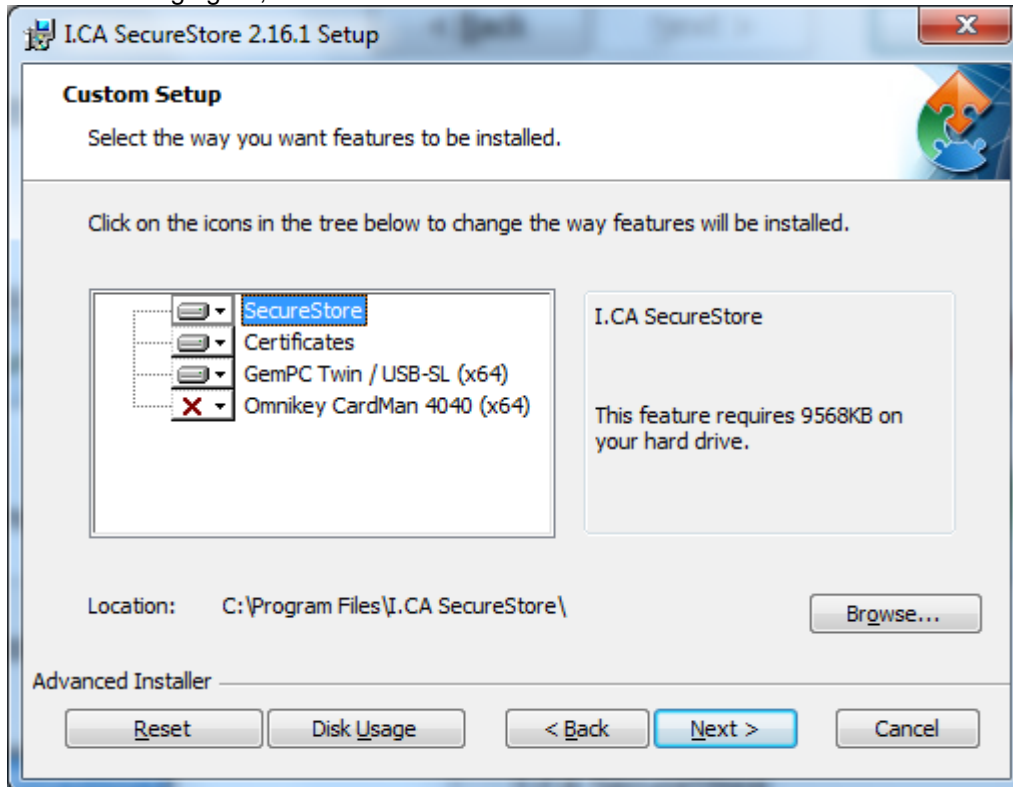 I.CA SecureStore 2.16.1 Setup
Custom Setup
Select the way you want features to be installed.
Click on the icons in the tree below to change the way features will be installed.
SecureStore
Certificates
GemPC Twin / USB-SL (x64)
Omnikey CardMan 4040 (x64)
I.CA SecureStore
This feature requires 9568KB on
your hard drive.
Location: C:\Program Files\I.CA SecureStore\
Browse...
Advanced Installer
Reset Disk Usage < Back Next > Cancel